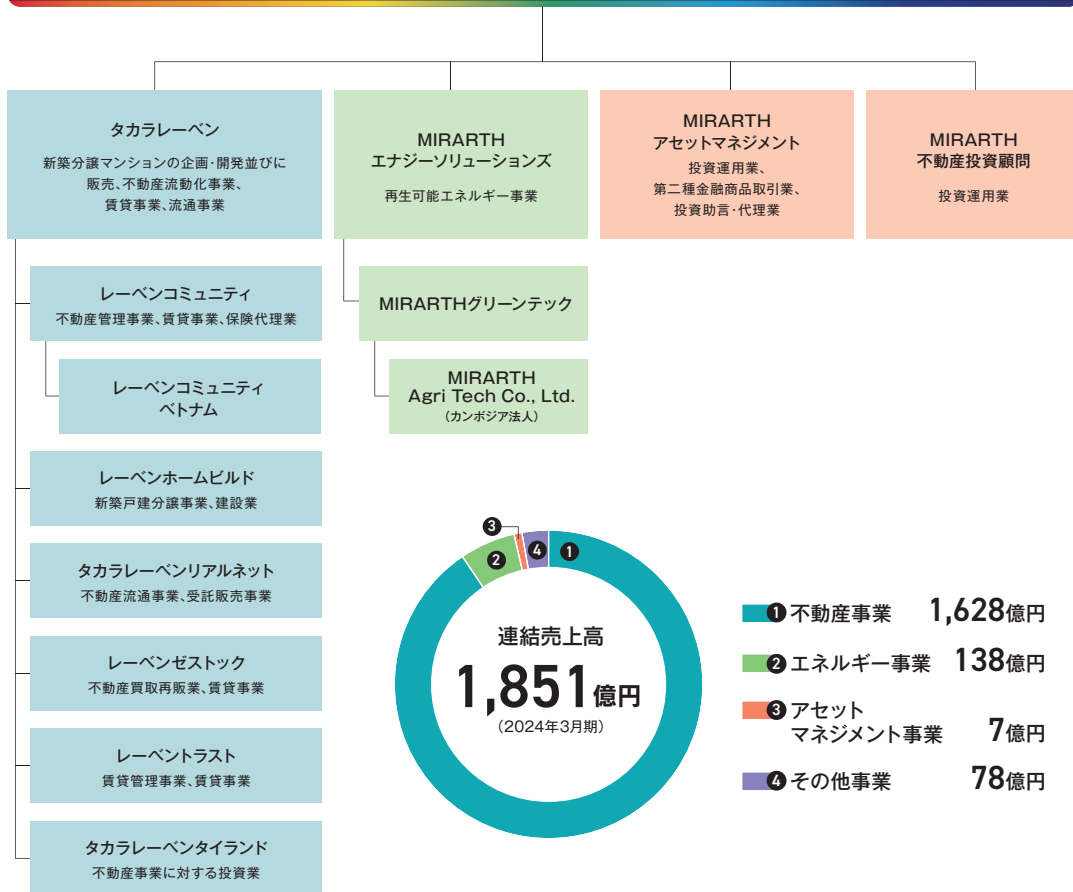 タカラレーベン
新築分譲マンションの企画・開発並びに
販売、不動産流動化事業、
賃貸事業、流通事業
MIRARTH
エナジーソリューションズ
再生可能エネルギー事業
MIRARTH
アセットマネジメント
投資運用業、
第二種金融商品取引業、
投資助言・代理業
MIRARTH
不動産投資顧問
投資運用業
レーベンコミュニティ
不動産管理事業、賃貸事業、保険代理業
レーベンコミュニティ
ベトナム
レーベンホームビルド
新築戸建分譲事業、建設業
タカラレーベンリアルネット
不動産流通事業、受託販売事業
レーベンゼストック
不動産買取再販業、賃貸事業
レーベントラスト
賃貸管理事業、賃貸事業
タカラレーベンタイランド
不動産事業に対する投資業
MIRARTHグリーンテック
MIRARTH
Agri Tech Co., Ltd.
(カンボジア法人)
❸
❷
❹
❶
連結売上高
1,851億円
(2024年3月期)
❶不動産事業 1,628億円
❷エネルギー事業 138億円
❸アセット
マネジメント事業 7億円
❹その他事業 78億円